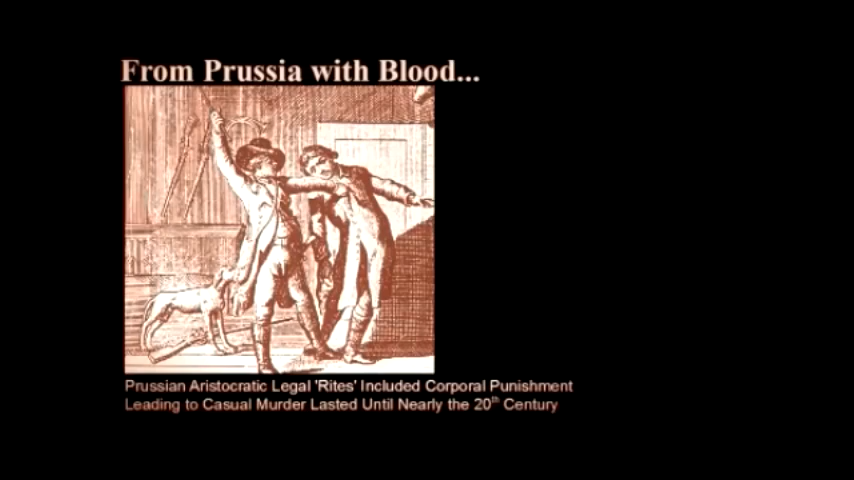 From Prussia with Blood...
Prussian Aristocratic Legal 'Rites' Included Corporal Punishment
Leading to Casual Murder Lasted Until Nearly the 20th Century